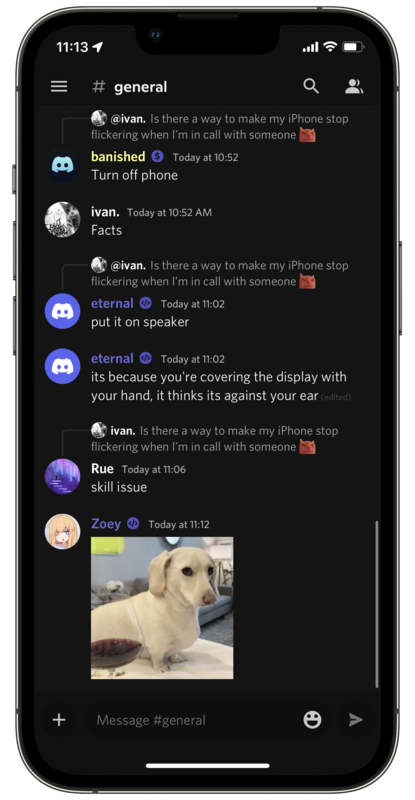 11:13
# general
@ivan. Is there a way to make my iPhone stop
flickering when I'm in call with someone
banished Today at 10:52
Turn off phone
ivan. Today at 10:52 AM
Facts
@ivan. Is there a way to make my iPhone stop
flickering when I'm in call with someone
eternal Today at 11:02
put it on speaker
eternal Today at 11:02
its because you're covering the display with
your hand, it thinks its against your ear (edited)
ivan. Is there a way to make my iPhone stop
flickering when I'm in call with someone
Rue Today at 11:06
skill issue
Zoey Today at 11:12
Message #general